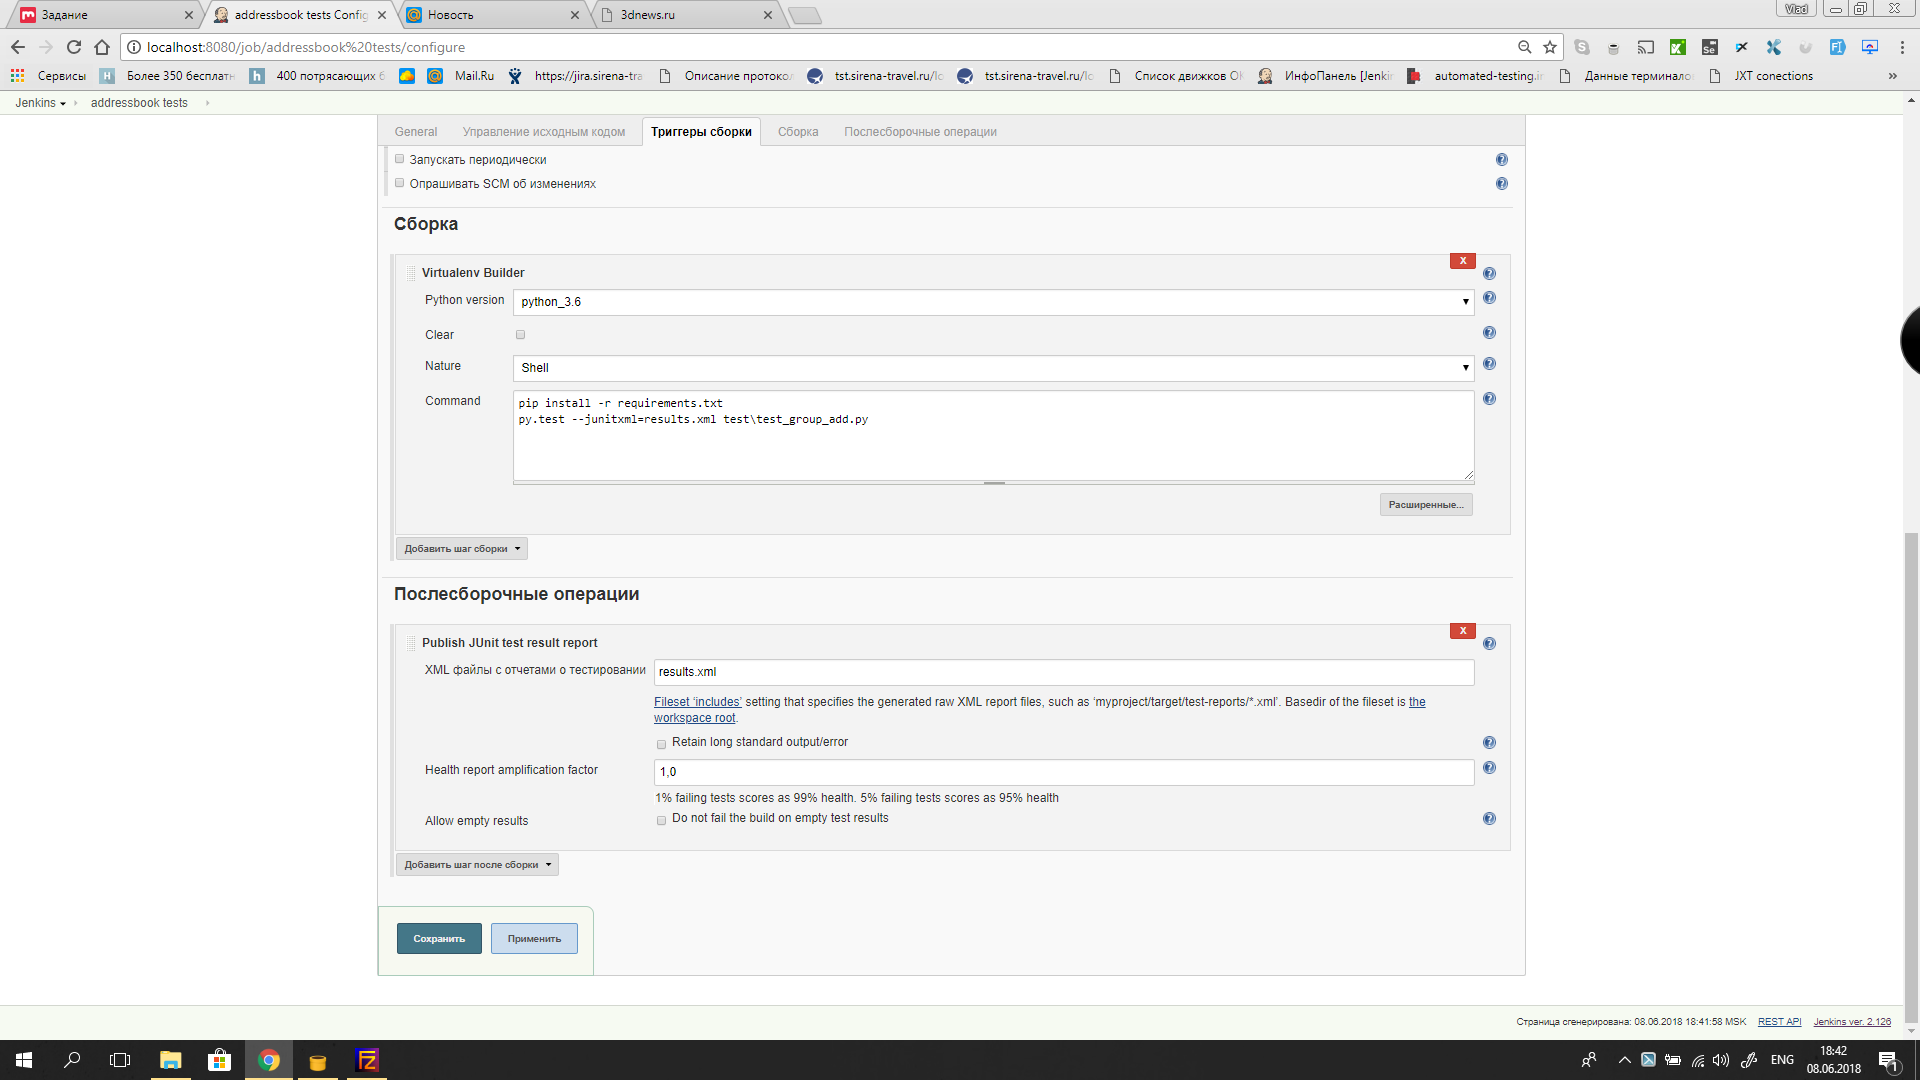 Задание
addressbook tests Config
Новость
3dnews.ru
Vlad
localhost:8080/job/addressbook%20tests/configure
Сервисы
Более 350 бесплатн
400 потрясающих б
Mail.Ru
https://jira.sirena-tra
Описание протокол
tst.sirena-travel.ru/lo
tst.sirena-travel.ru/lo
Список движков
ИнфоПанель [Jenkin
automated-testing.in
Данные терминало
JXT conections
Jenkins
addressbook tests
General
Управление исходным кодом
Триггеры сборки
Сборка
Послесборочные операции
Запускать периодически
Опрашивать SCM об изменениях
Сборка
X
Virtualenv Builder
Python version
python_3.6
Clear
Nature
Shell
Command
pip install -r requirements.txt
py.test --junitxml=results.xml test\test_group_add.py
Расширенные...
Добавить шаг сборки
Послесборочные операции
X
Publish JUnit test result report
XML файлы с отчетами о тестировании
results.xml
Fileset ‘includes’ setting that specifies the generated raw XML report files, such as ‘myproject/target/test-reports/*.xml’. Basedir of the fileset is the
workspace root.
Retain long standard output/error
Health report amplification factor
1,0
1% failing tests scores as 99% health. 5% failing tests scores as 95% health
Allow empty results
Do not fail the build on empty test results
Добавить шаг после сборки
Сохранить
Применить
Страница сгенерирована: 08.06.2018 18:41:58 MSK
REST API
Jenkins ver. 2.126
ENG
18:42
08.06.2018
1